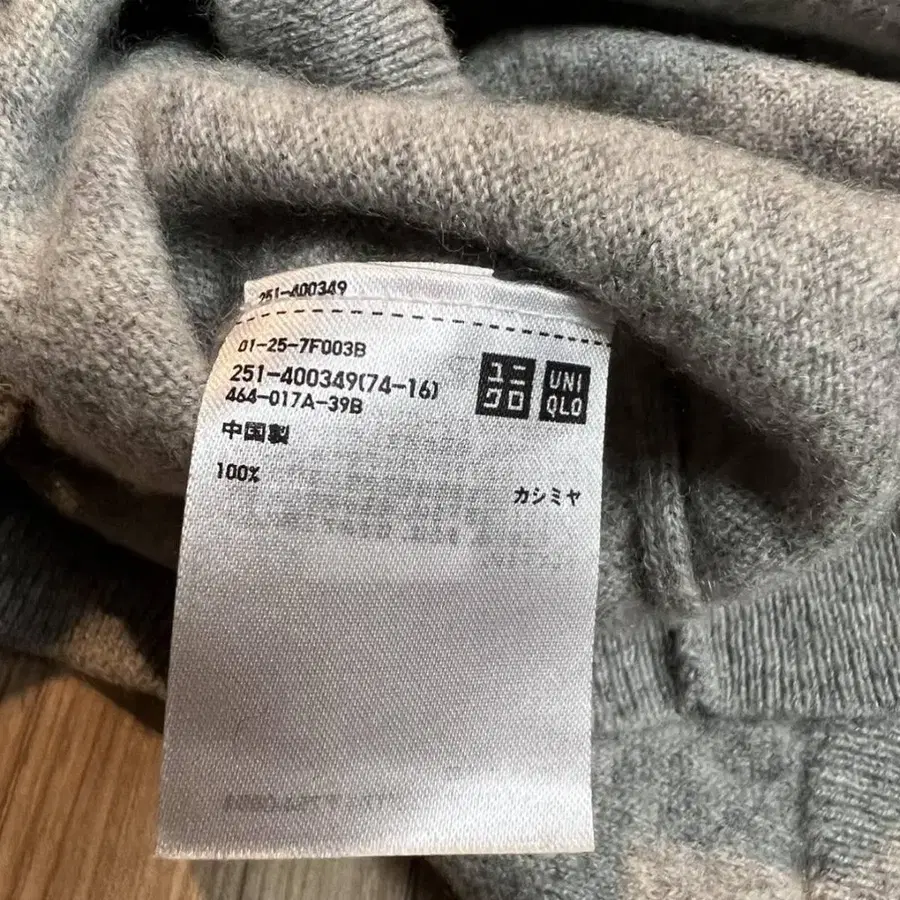 251-400349
01-25-7F003B
251-400349(74-16)
464-017A-39B
ユニ
クロ
UNI
QLO
中国製
100% カシミヤ